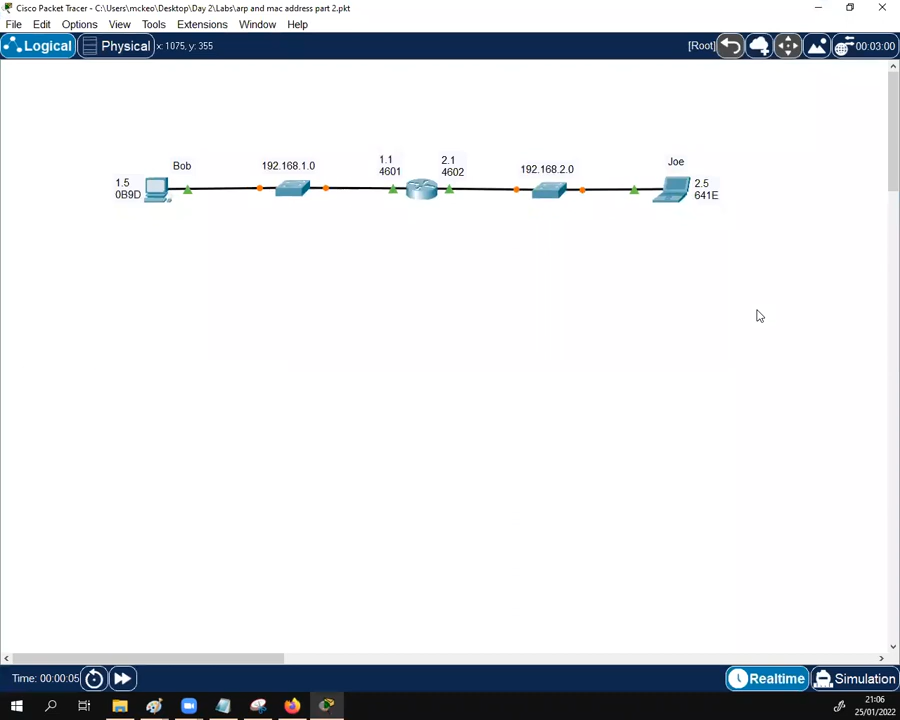 Cisco Packet Tracer - C:\Users\mckeo\Desktop\Day 2\Labs\arp and mac address part 2.pkt
File Edit Options View Tools Extensions Window Help
Logical Physical x: 1075, y: 355 [Root] 00:03:00
Bob
192.168.1.0
1.1
4601
2.1
4602
192.168.2.0
Joe
1.5
0B9D
2.5
641E
Time: 00:00:05 Realtime Simulation
21:06
25/01/2022